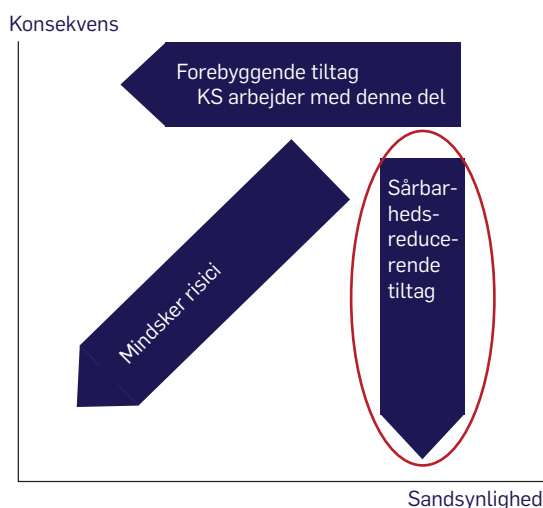 Konsekvens
Forebyggende tiltag
KS arbejder med denne del
Sårbar-
heds-
reduce-
rende
tiltag
Mindsker risici
Sandsynlighed